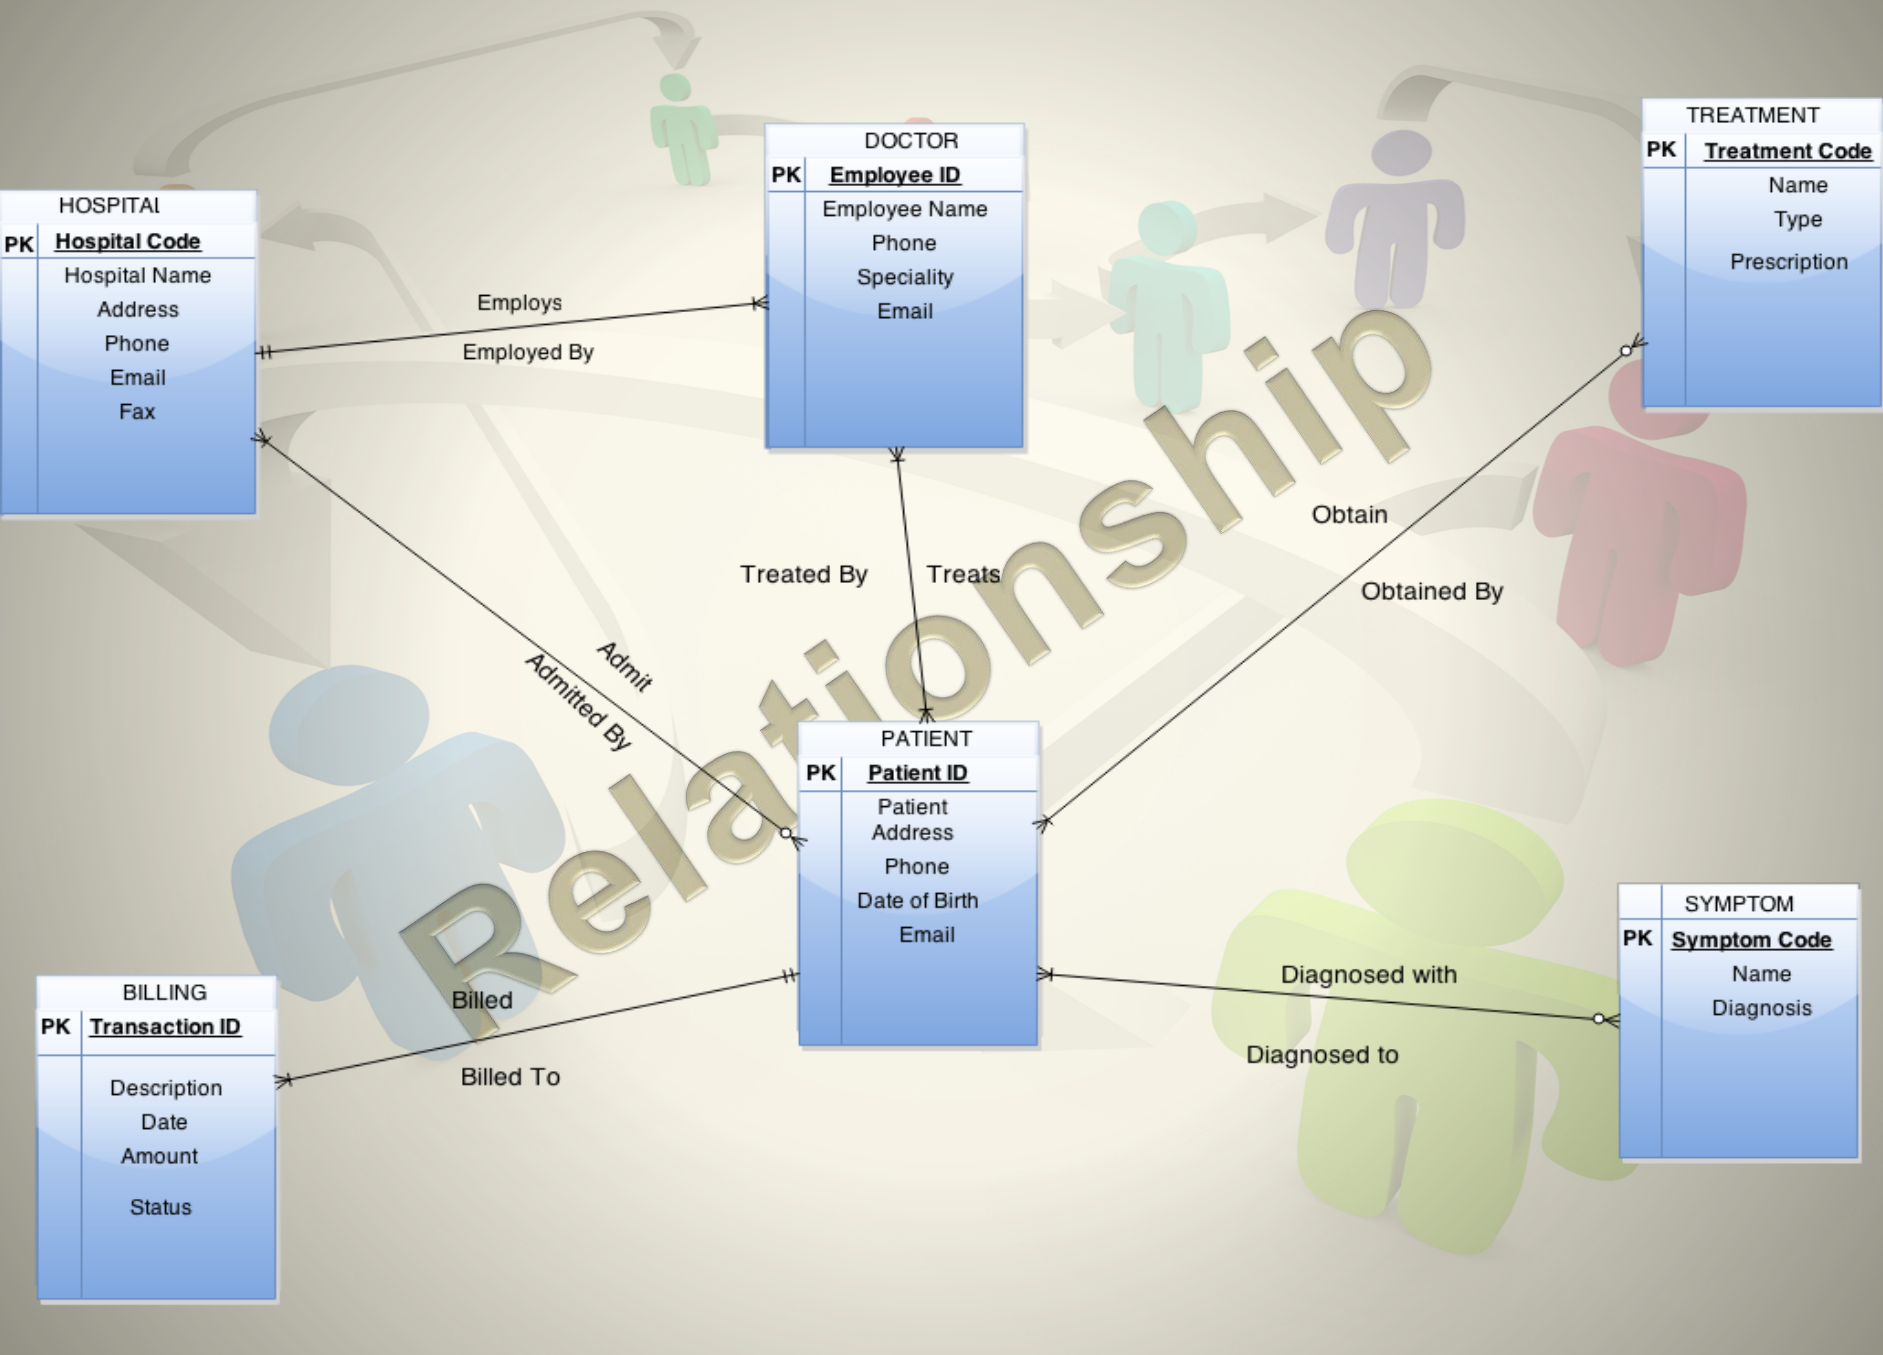 HOSPITAL
PK Hospital Code
Hospital Name
Address
Phone
Email
Fax
DOCTOR
PK Employee ID
Employee Name
Phone
Speciality
Email
TREATMENT
PK Treatment Code
Name
Type
Prescription
Employs
Employed By
Treated By
Treats
Obtain
Obtained By
Admit
Admitted By
Relationship
PATIENT
PK Patient ID
Patient
Address
Phone
Date of Birth
Email
BILLING
PK Transaction ID
Description
Date
Amount
Status
Billed
Billed To
Diagnosed with
Diagnosed to
SYMPTOM
PK Symptom Code
Name
Diagnosis